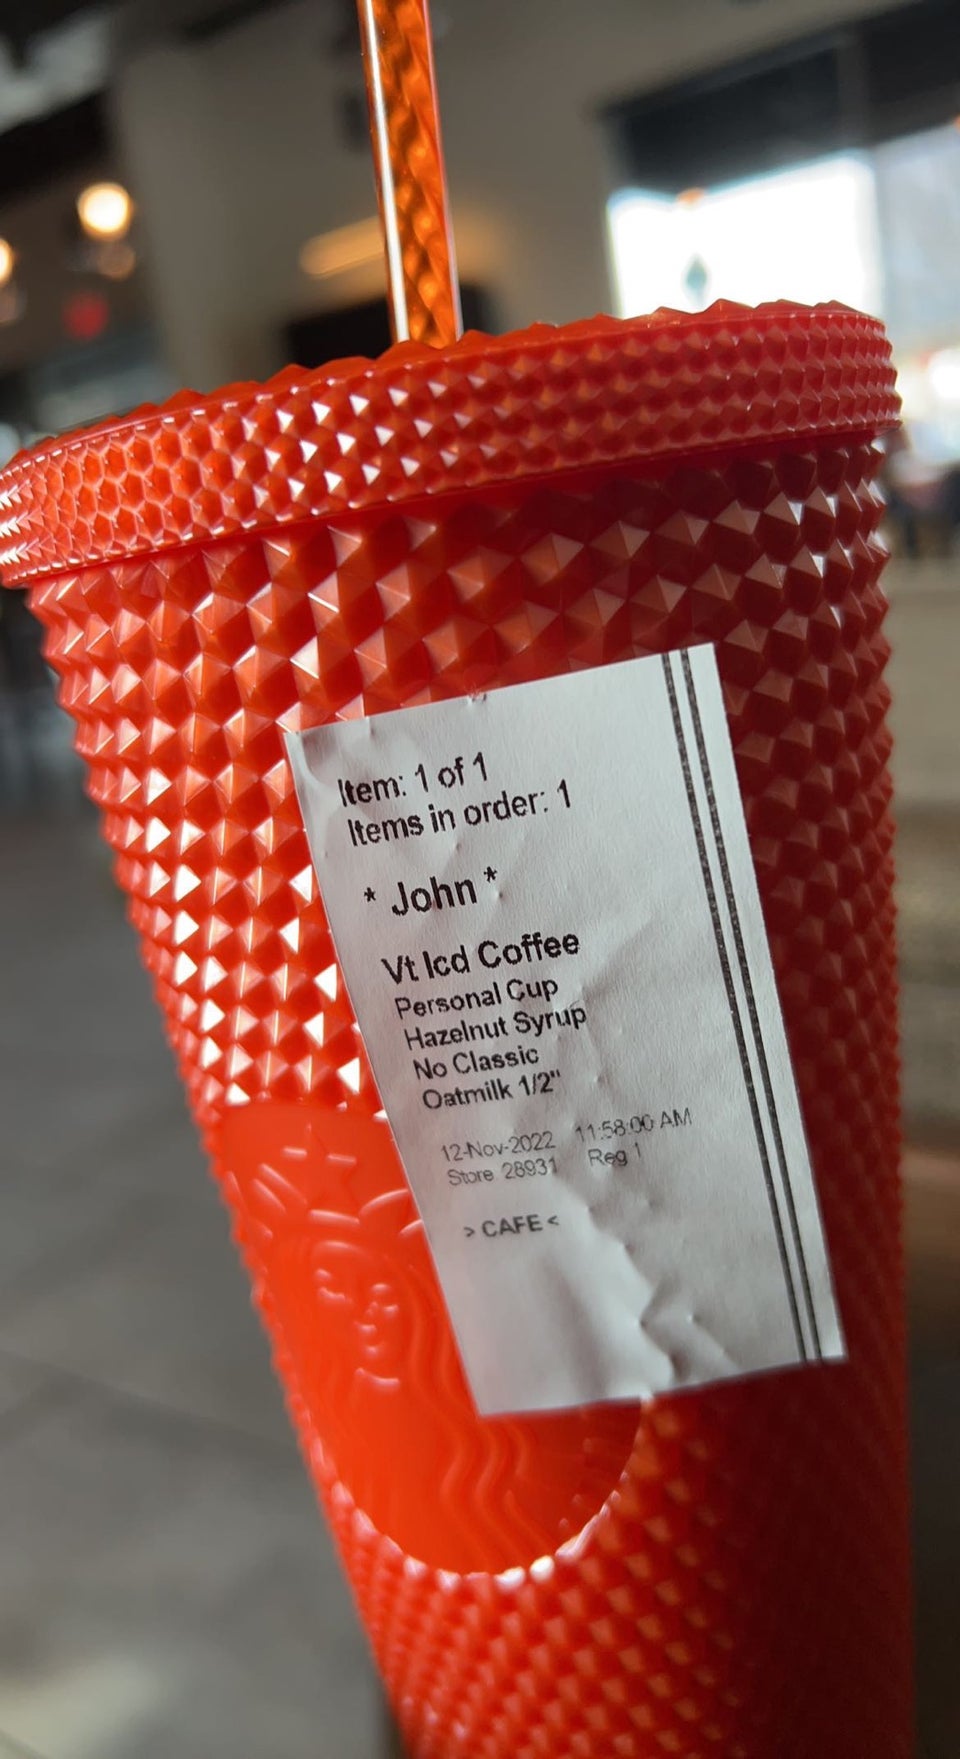 Item: 1 of 1
Items in order: 1
* John *
Vt Icd Coffee
Personal Cup
Hazelnut Syrup
No Classic
Oatmilk 1/2"
12-Nov-2022 11:58:00 AM
Store 28931 Reg 1
> CAFE <